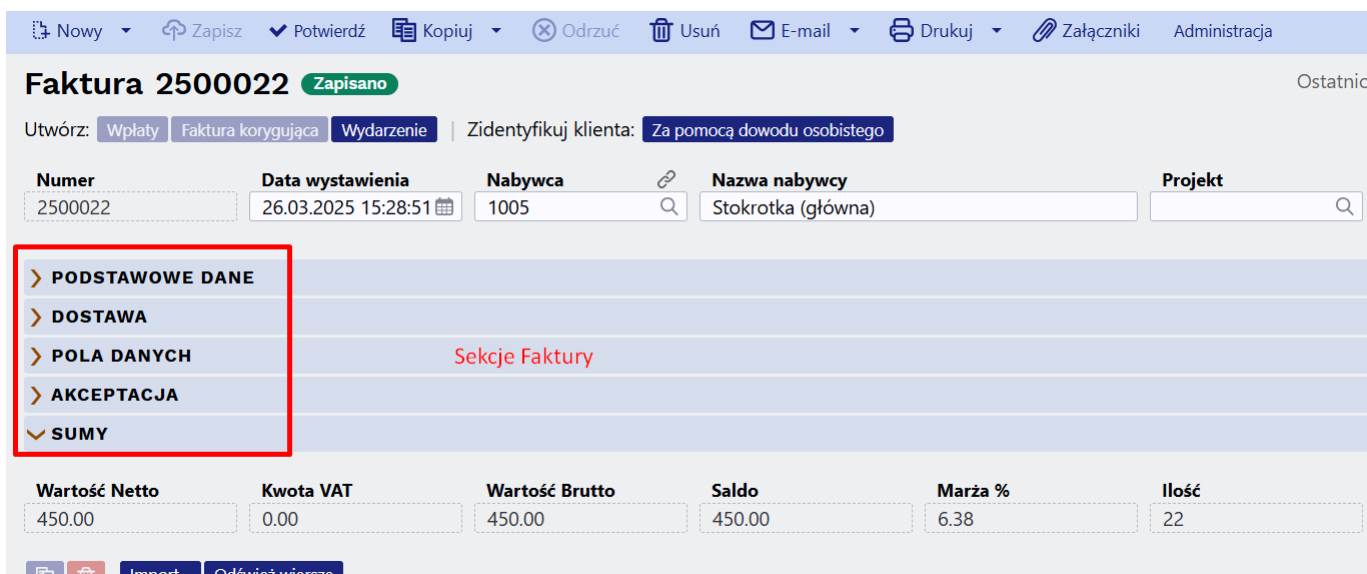 Nowy Zapisz Potwierdź Kopiuj Odrzuć Usuń E-mail Drukuj Załączniki Administracja
Faktura 2500022 Zapisano
Utwórz: Wpłaty Faktura korygująca Wydarzenie | Zidentyfikuj klienta: Za pomocą dowodu osobistego
Numer Data wystawienia Nabywca Nazwa nabywcy Projekt
2500022 26.03.2025 15:28:51 1005 Stokrotka (główna)
PODSTAWOWE DANE
DOSTAWA
POLA DANYCH Sekcje Faktury
AKCEPTACJA
SUMY
Wartość Netto Kwota VAT Wartość Brutto Saldo Marża % Ilość
450.00 0.00 450.00 450.00 6.38 22
Import Odśwież wiersze